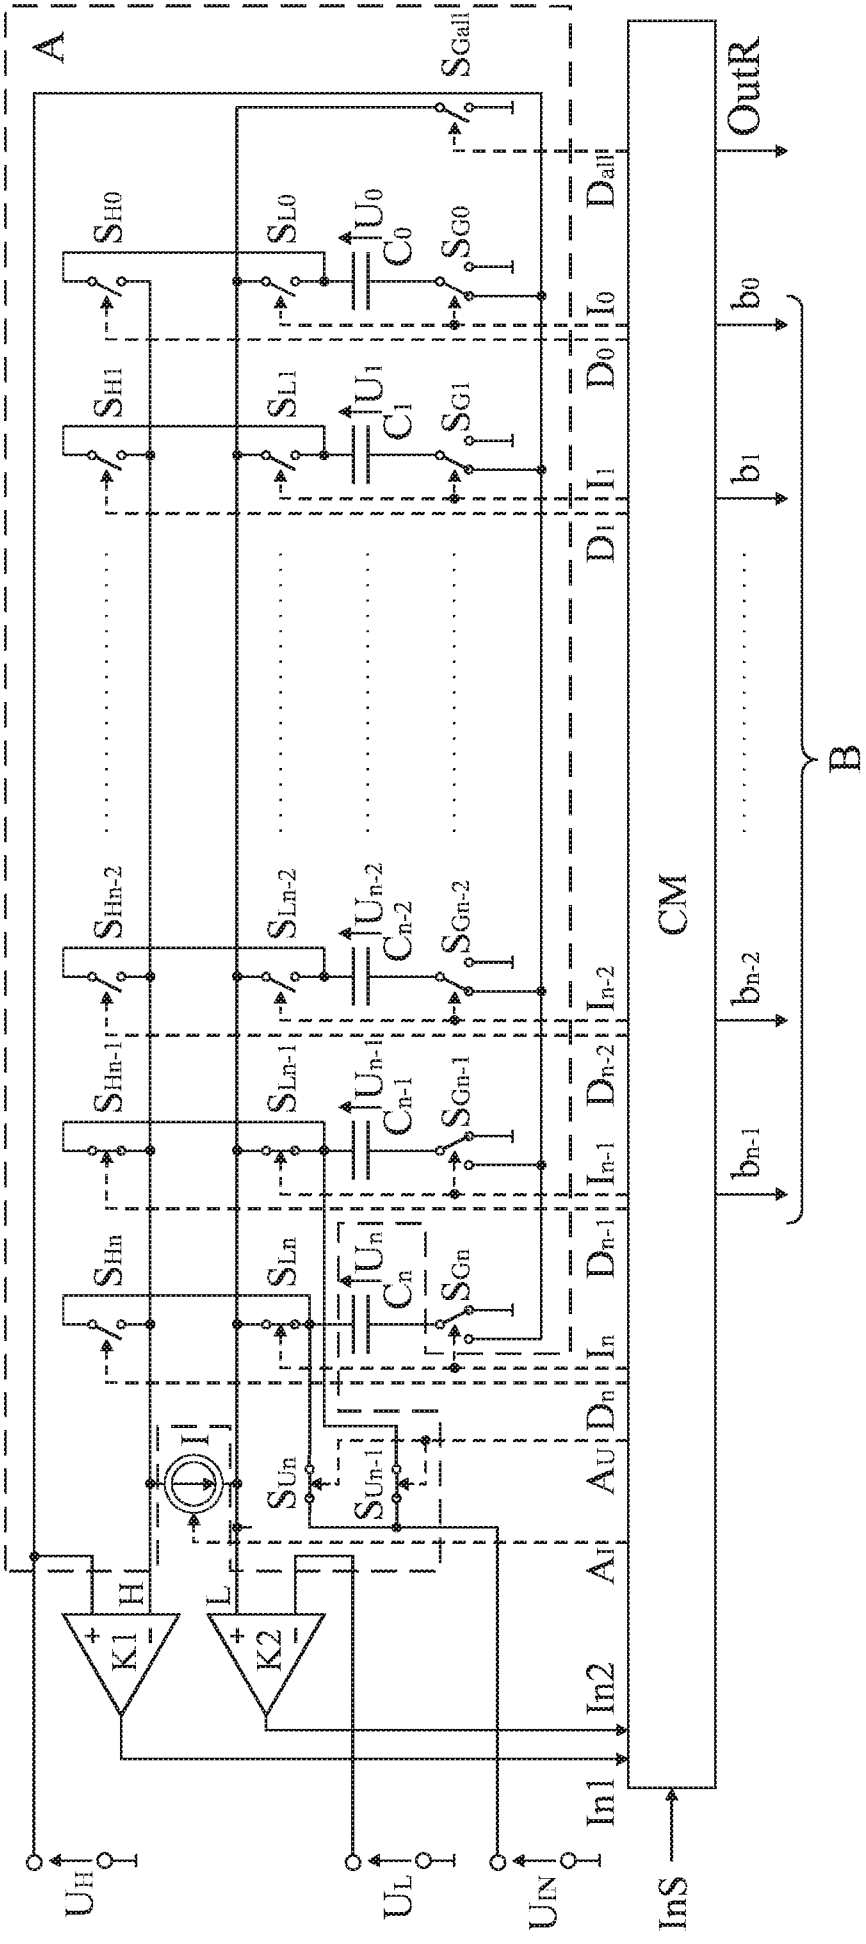 A
SHn
SHn-1
SHn-2
SH1
SH0
SLn
SLn-1
SLn-2
SL1
SL0
Un
Un-1
Un-2
U1
U0
Cn
Cn-1
Cn-2
C1
C0
SGn
SGn-1
SGn-2
SG1
SG0
SGall
I
SUn
SUn-1
H
L
+
-
K1
+
-
K2
UH
UL
UIN
In1
In2
AI
AU
Dn
In
Dn-1
In-1
Dn-2
In-2
D1
I1
D0
I0
Dall
InS
CM
bn-1
bn-2
b1
b0
OutR
B